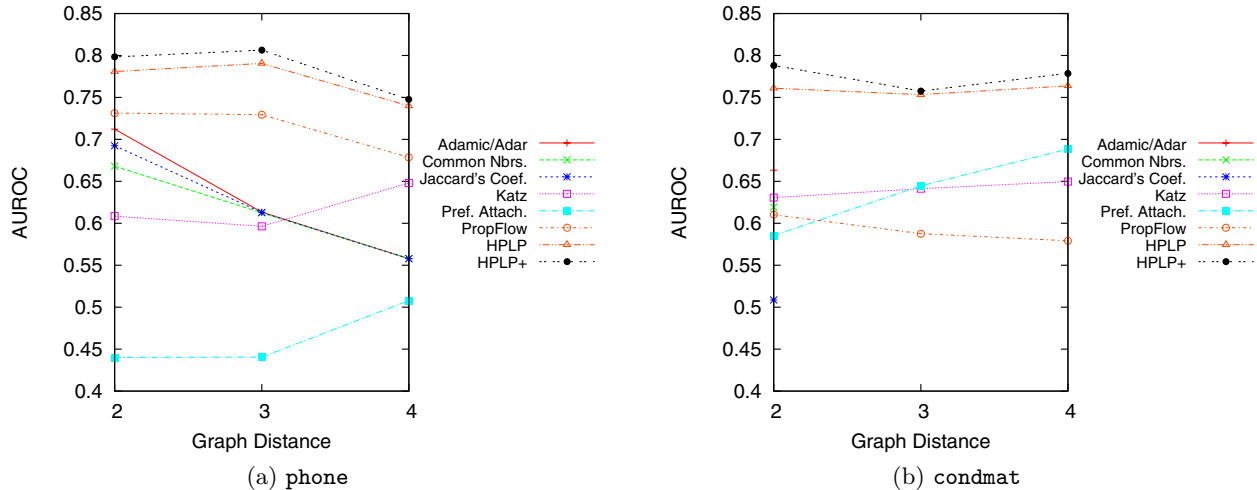 0.85
0.8
0.75
0.7
0.65
0.6
0.55
0.5
0.45
0.4
AUROC
2
3
4
Graph Distance
Adamic/Adar
Common Nbrs.
Jaccard's Coef.
Katz
Pref. Attach.
PropFlow
HPLP
HPLP+
(a) phone
0.85
0.8
0.75
0.7
0.65
0.6
0.55
0.5
0.45
0.4
AUROC
2
3
4
Graph Distance
Adamic/Adar
Common Nbrs.
Jaccard's Coef.
Katz
Pref. Attach.
PropFlow
HPLP
HPLP+
(b) condmat